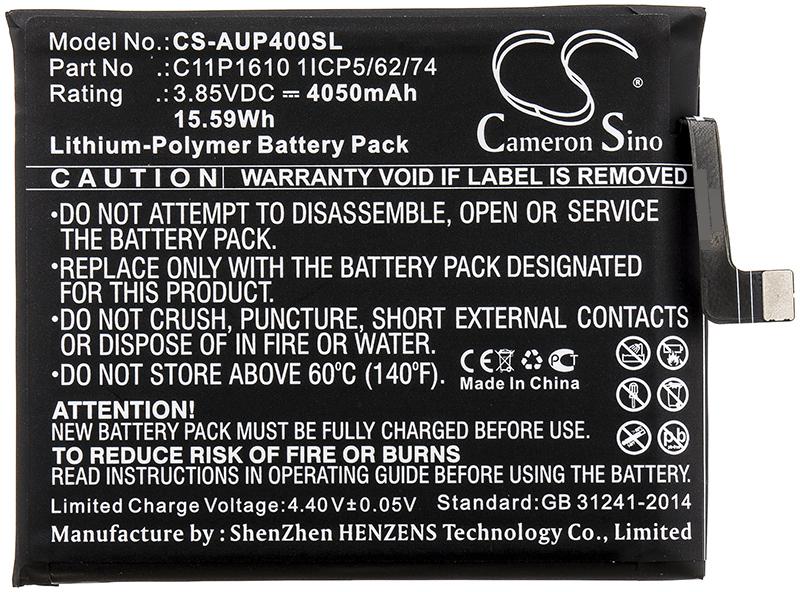 Model No.:CS-AUP400SL
Part No .:C11P1610 1ICP5/62/74
Rating .:3.85VDC ⎓ 4050mAh
15.59Wh
Lithium-Polymer Battery Pack
CS
®
Cameron Sino
CAUTION WARRANTY VOID IF LABEL IS REMOVED
•DO NOT ATTEMPT TO DISASSEMBLE, OPEN OR SERVICE
THE BATTERY PACK.
•REPLACE ONLY WITH THE BATTERY PACK DESIGNATED
FOR THIS PRODUCT.
•DO NOT CRUSH, PUNCTURE, SHORT EXTERNAL CONTACTS
OR DISPOSE OF IN FIRE OR WATER.
•DO NOT STORE ABOVE 60℃ (140℉).
CE PCT
Made In China
Pb
ATTENTION!
NEW BATTERY PACK MUST BE FULLY CHARGED BEFORE USE.
TO REDUCE RISK OF FIRE OR BURNS
READ INSTRUCTIONS IN OPERATING GUIDE BEFORE USING BATTERY.
Limited Charge Voltage:4.40V±0.05V Standard:GB 31241-2014
Manufacture by : ShenZhen HENZENS Technology Co., Ltd.